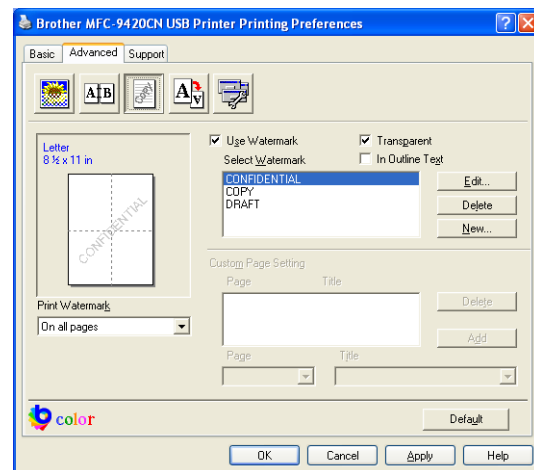 Brother MFC-9420CN USB Printer Printing Preferences
Basic Advanced Support
A B
Copy
A A
Letter
8 ½ x 11 in
CONFIDENTIAL
Print Watermark
On all pages
Use Watermark Transparent
Select Watermark In Outline Text
CONFIDENTIAL
COPY
DRAFT
Edit...
Delete
New...
Custom Page Setting
Page Title
Delete
Add
Page Title
color
Default
OK Cancel Apply Help